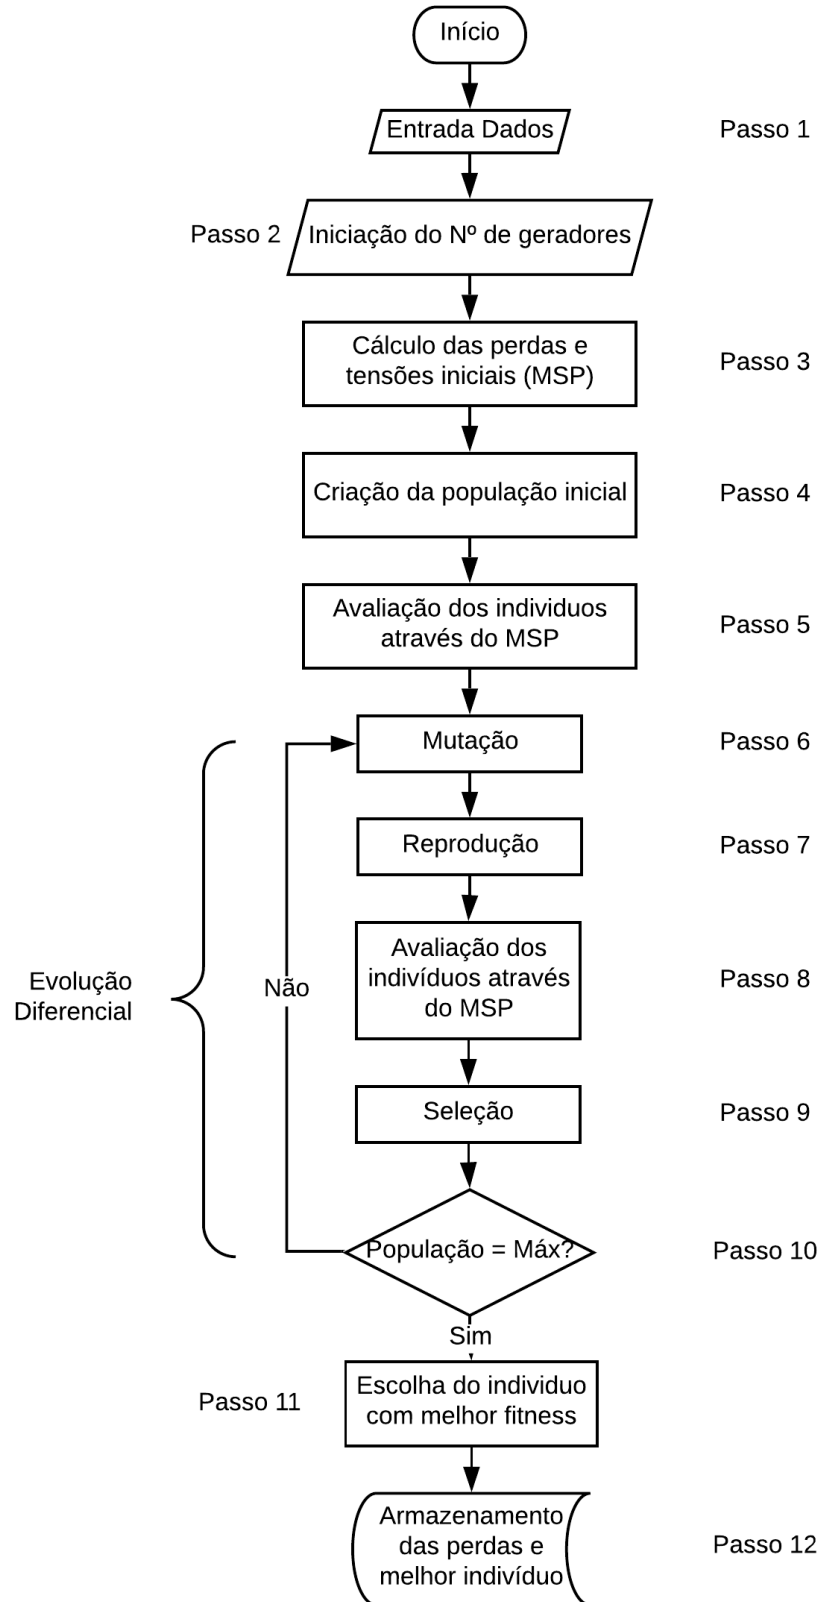 Início
Entrada Dados
Passo 1
Passo 2
Iniciação do Nº de geradores
Cálculo das perdas e
tensões iniciais (MSP)
Passo 3
Criação da população inicial
Passo 4
Avaliação dos individuos
através do MSP
Passo 5
Mutação
Passo 6
Reprodução
Passo 7
Avaliação dos
indivíduos através
do MSP
Passo 8
Evolução
Diferencial
Não
Seleção
Passo 9
População = Máx?
Passo 10
Sim
Passo 11
Escolha do individuo
com melhor fitness
Armazenamento
das perdas e
melhor indivíduo
Passo 12